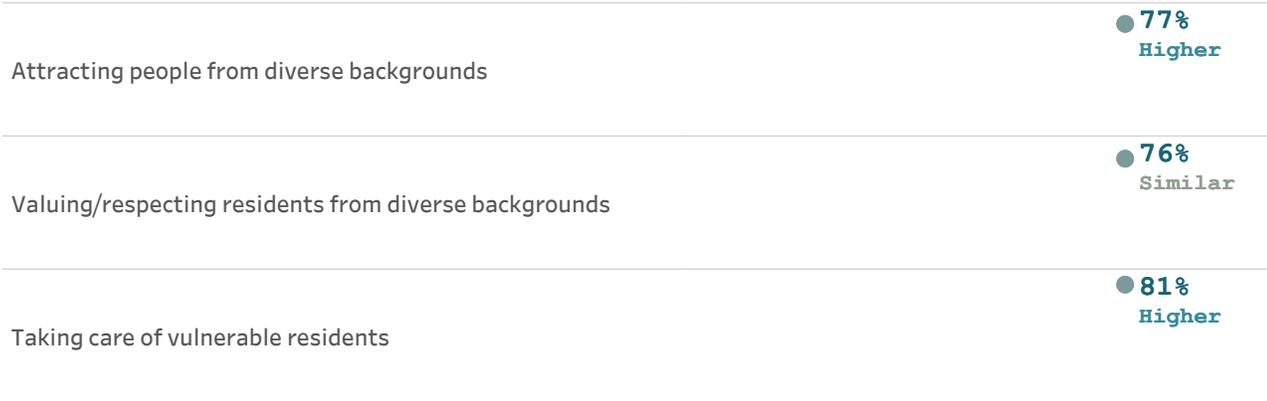 77%
Higher
Attracting people from diverse backgrounds
76%
Similar
Valuing/respecting residents from diverse backgrounds
81%
Higher
Taking care of vulnerable residents